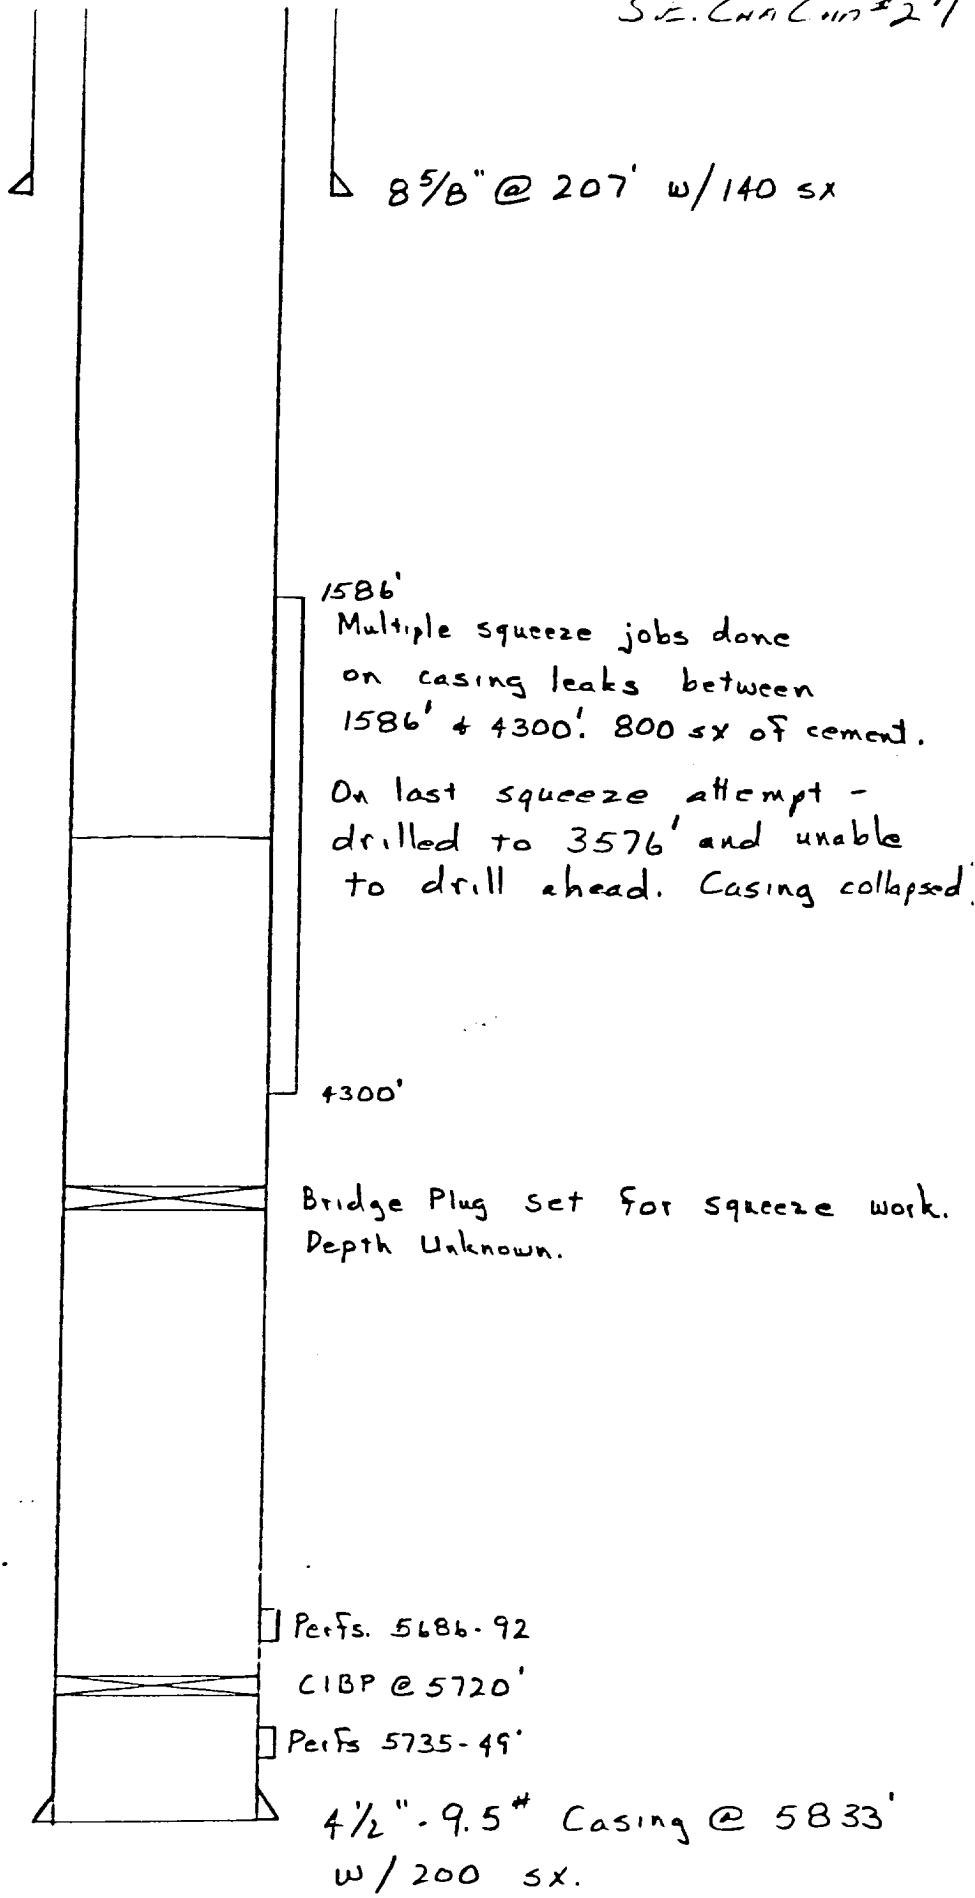 S.E. #27
8 5/8" @ 207' w/140 sx
1586'
Multiple squeeze jobs done
on casing leaks between
1586' & 4300'. 800 sx of cement.
On last squeeze attempt -
drilled to 3576' and unable
to drill ahead. Casing collapsed.
4300'
Bridge Plug set for squeeze work.
Depth Unknown.
Perfs. 5686-92
CIBP @ 5720'
Perfs 5735-49'
4 1/2" - 9.5# Casing @ 5833'
w/200 sx.